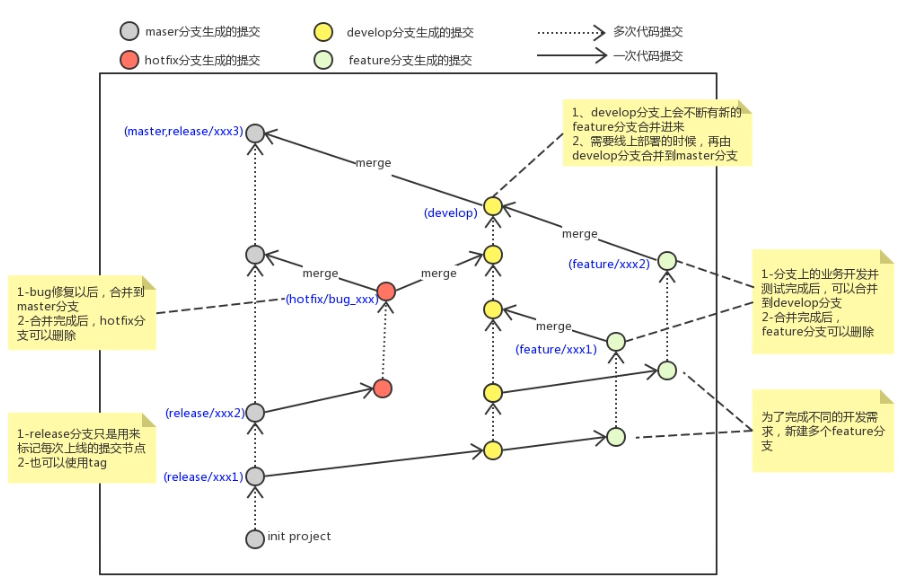 maser分支生成的提交
develop分支生成的提交
多次代码提交
hotfix分支生成的提交
feature分支生成的提交
一次代码提交
1、develop分支上会不断有新的
feature分支合并进来
2、需要线上部署的时候，再由
develop分支合并到master分支
(master,release/xxx3)
merge
(develop)
merge
(feature/xxx2)
merge
merge
(hotfix/bug_xxx)
1-bug修复以后，合并到
master分支
2-合并完成后，hotfix分
支可以删除
1-分支上的业务开发并
测试完成后，可以合并
到develop分支
2-合并完成后，
feature分支可以删除
merge
(feature/xxx1)
(release/xxx2)
1-release分支只是用来
标记每次上线的提交节点
2-也可以使用tag
为了完成不同的开发需
求，新建多个feature分
支
(release/xxx1)
init project